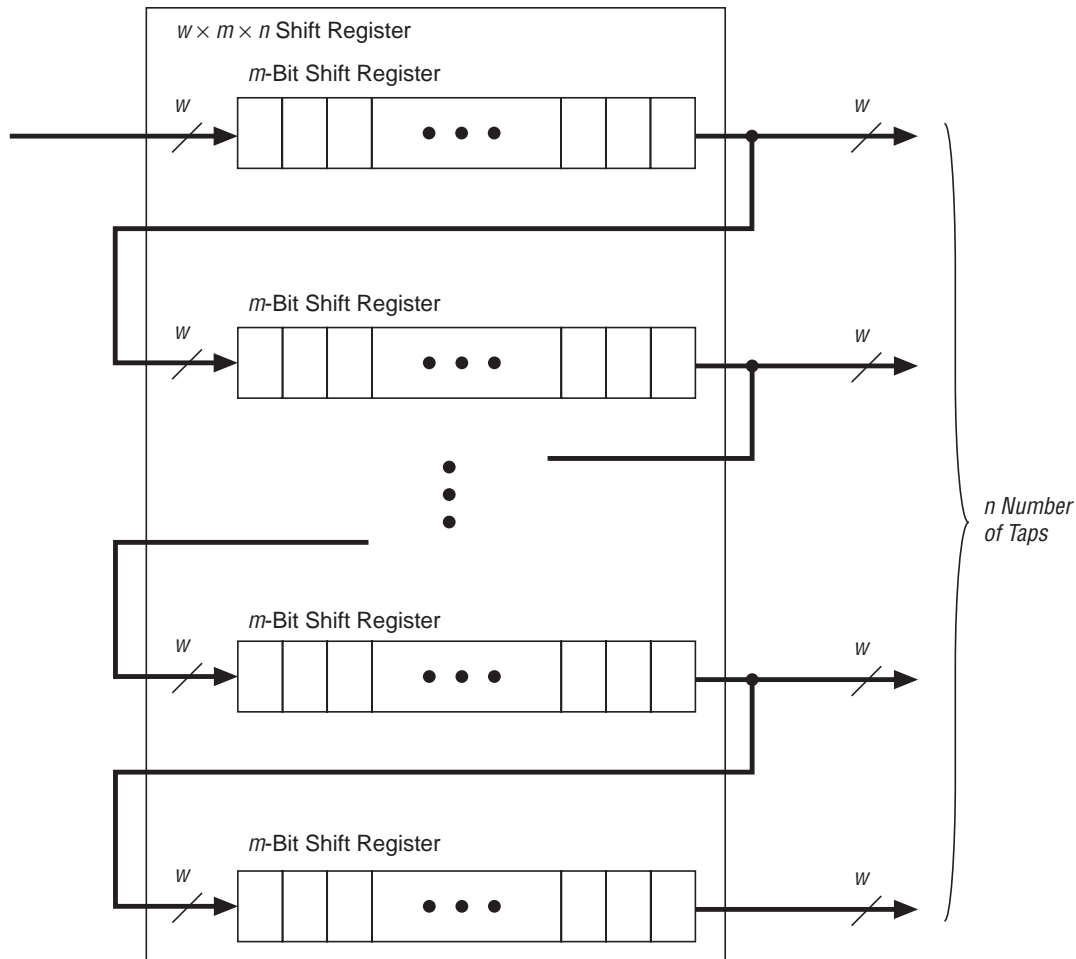 w × m × n Shift Register
m-Bit Shift Register
w
w
m-Bit Shift Register
w
w
n Number
of Taps
m-Bit Shift Register
w
w
m-Bit Shift Register
w
w